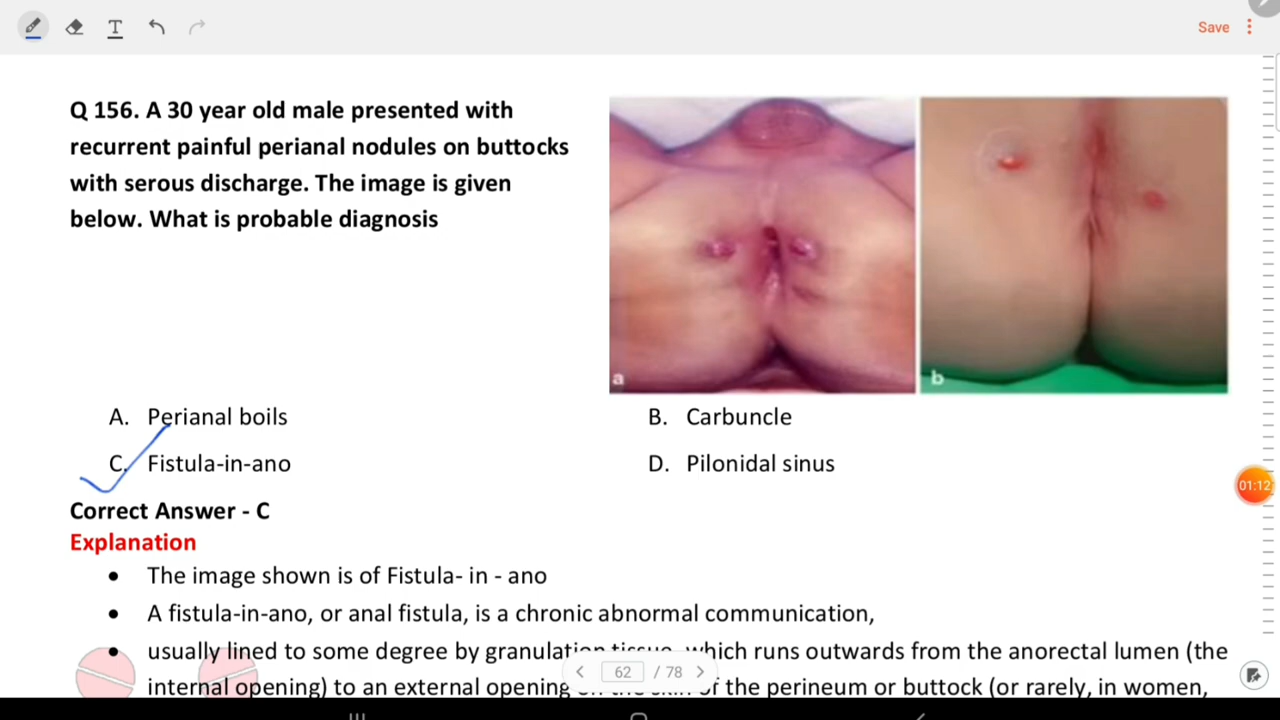 Save
Q 156. A 30 year old male presented with
recurrent painful perianal nodules on buttocks
with serous discharge. The image is given
below. What is probable diagnosis
a
b
A. Perianal boils
B. Carbuncle
C. Fistula-in-ano
D. Pilonidal sinus
01:12
Correct Answer - C
Explanation
• The image shown is of Fistula- in - ano
• A fistula-in-ano, or anal fistula, is a chronic abnormal communication,
• usually lined to some degree by granulation tissue, which runs outwards from the anorectal lumen (the
62 / 78
internal opening) to an external opening on the skin of the perineum or buttock (or rarely, in women,